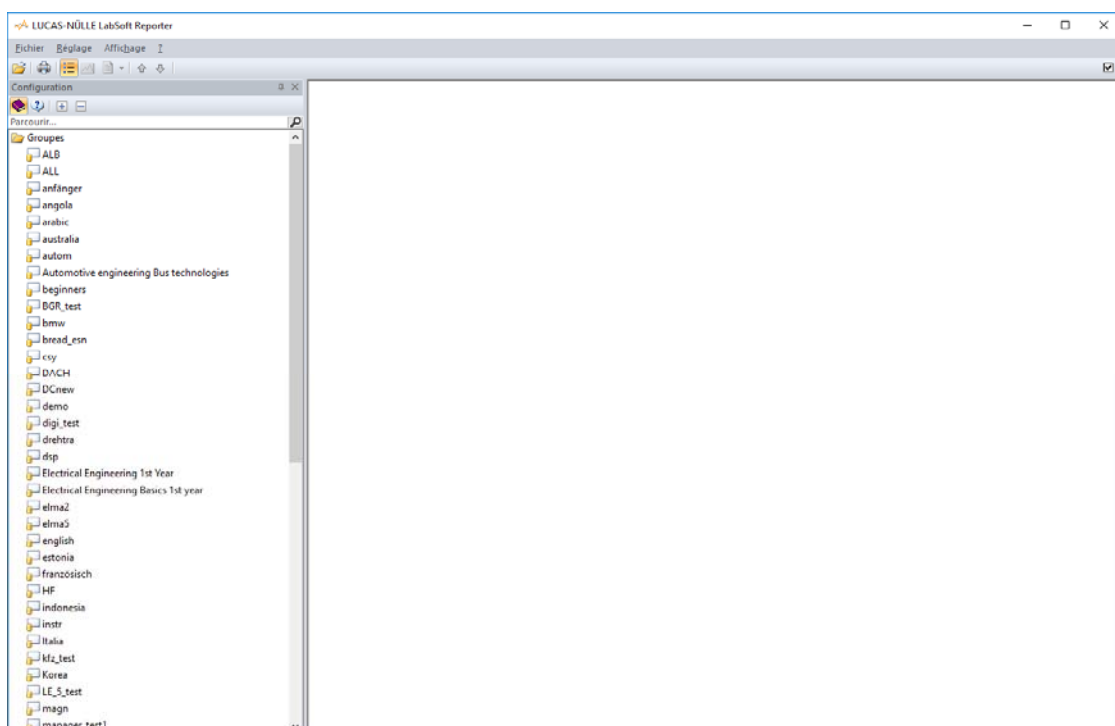 LUCAS-NÜLLE LabSoft Reporter
Fichier Réglage Affichage ?
Configuration
Parcourir...
Groupes
ALB
ALL
anfänger
angola
arabic
australia
autom
Automotive engineering Bus technologies
beginners
BGR_test
bmw
bread_esn
csy
DACH
DCnew
demo
digi_test
drehtra
dsp
Electrical Engineering 1st Year
Electrical Engineering Basics 1st year
elma2
elma5
english
estonia
französisch
HF
indonesia
instr
Italia
kfz_test
Korea
LE_5_test
magn
manager_test1